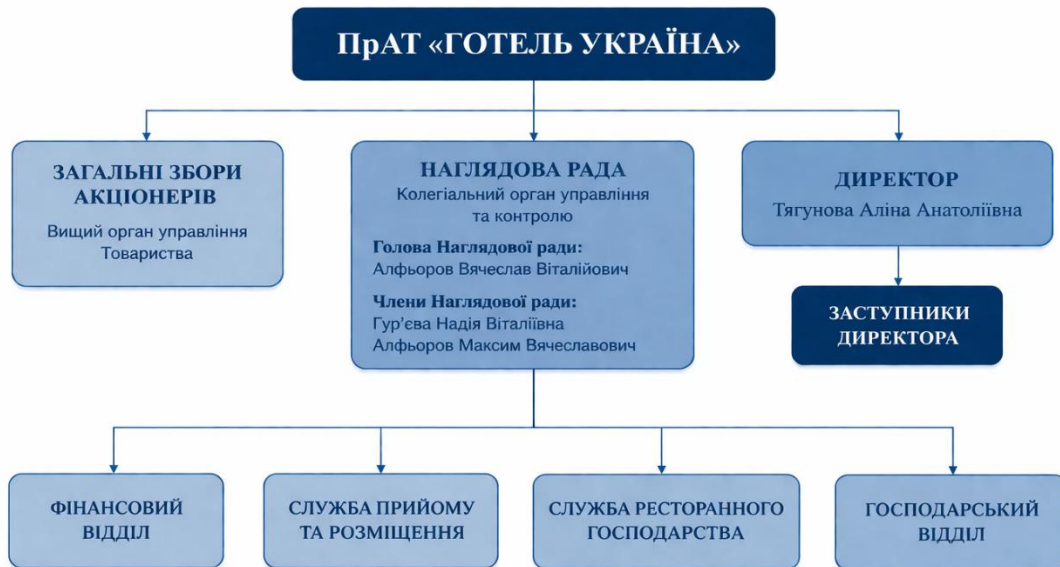 ПрАТ «ГОТЕЛЬ УКРАЇНА»
ЗАГАЛЬНІ ЗБОРИ
АКЦІОНЕРІВ
Вищий орган управління
Товариства
НАГЛЯДОВА РАДА
Колегіальний орган управління
та контролю
Голова Наглядової ради:
Алфьоров Вячеслав Віталійович
Члени Наглядової ради:
Гур’єва Надія Віталіївна
Алфьоров Максим Вячеславович
ДИРЕКТОР
Тягунова Аліна Анатоліївна
ЗАСТУПНИКИ
ДИРЕКТОРА
ФІНАНСОВИЙ
ВІДДІЛ
СЛУЖБА ПРИЙОМУ
ТА РОЗМІЩЕННЯ
СЛУЖБА РЕСТОРАННОГО
ГОСПОДАРСТВА
ГОСПОДАРСЬКИЙ
ВІДДІЛ